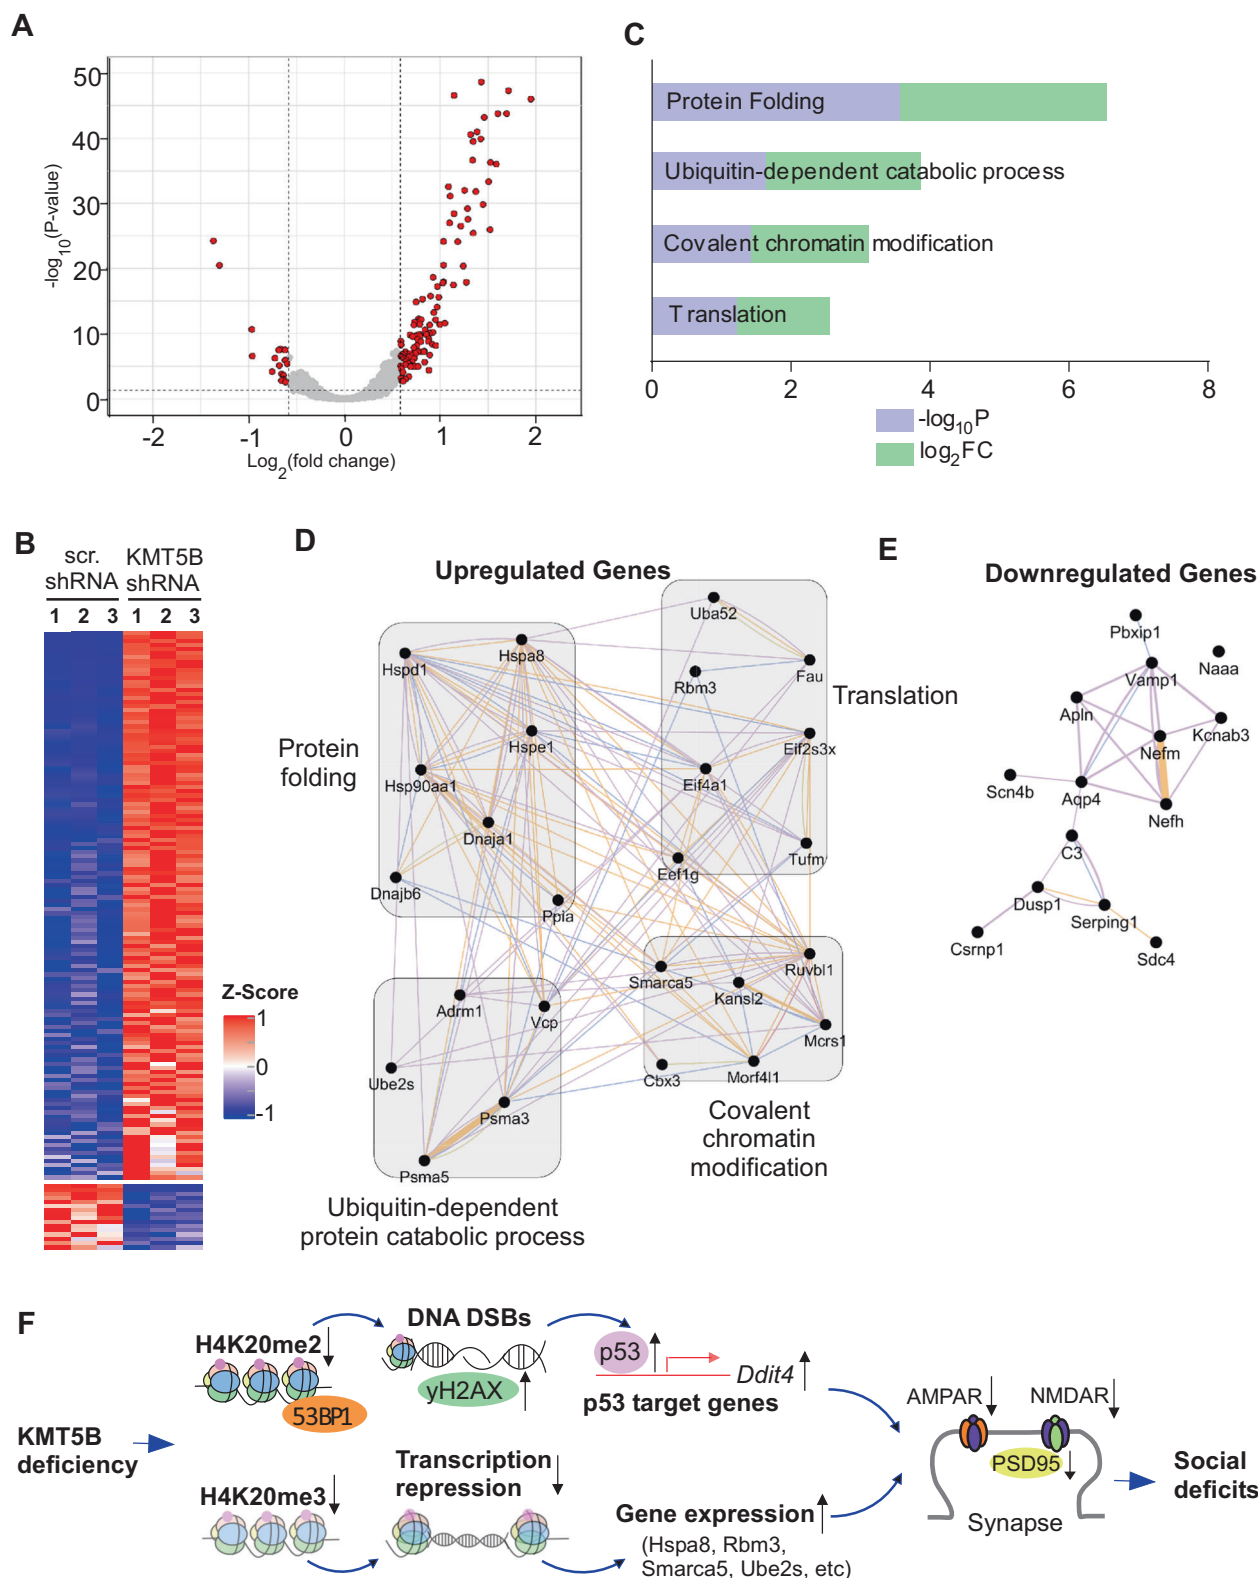 A
50
40
30
20
10
0
-log10(P-value)
-2
-1
0
1
2
Log2(fold change)
C
Protein Folding
Ubiquitin-dependent catabolic process
Covalent chromatin modification
Translation
0
2
4
6
8
-log10P
log2FC
B
scr.
shRNA
KMT5B
shRNA
1 2 3 1 2 3
Z-Score
1
0
-1
D
Upregulated Genes
Uba52
Hspd1
Hspa8
Rbm3
Fau
Translation
Protein
folding
Hspe1
Eif2s3x
Hsp90aa1
Eif4a1
Dnaja1
Tufm
Eef1g
Dnajb6
Ppia
Smarca5
Ruvbl1
Kansl2
Adrm1
Vcp
Mcrs1
Ube2s
Cbx3
Morf4l1
Psma3
Psma5
Covalent
chromatin
modification
Ubiquitin-dependent
protein catabolic process
E
Downregulated Genes
Pbxip1
Naaa
Vamp1
Apln
Kcnab3
Nefm
Scn4b
Aqp4
Nefh
C3
Dusp1
Serping1
Csrnp1
Sdc4
F
KMT5B
deficiency
H4K20me2
53BP1
DNA DSBs
yH2AX
p53
Ddit4
p53 target genes
H4K20me3
Transcription
repression
Gene expression
(Hspa8, Rbm3,
Smarca5, Ube2s, etc)
AMPAR
NMDAR
PSD95
Synapse
Social
deficits